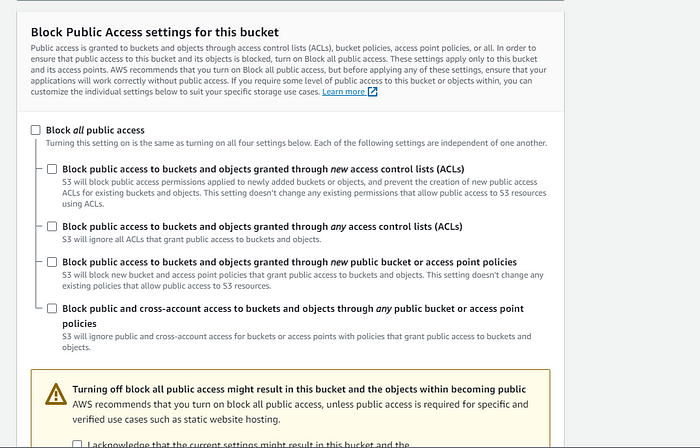 Block Public Access settings for this bucket
Public access is granted to buckets and objects through access control lists (ACLs), bucket policies, access point policies, or all. In order to
ensure that public access to this bucket and its objects is blocked, turn on Block all public access. These settings apply only to this bucket
and its access points. AWS recommends that you turn on Block all public access, but before applying any of these settings, ensure that your
applications will work correctly without public access. If you require some level of public access to this bucket or objects within, you can
customize the individual settings below to suit your specific storage use cases. Learn more
Block all public access
Turning this setting on is the same as turning on all four settings below. Each of the following settings are independent of one another.
Block public access to buckets and objects granted through new access control lists (ACLs)
S3 will block public access permissions applied to newly added buckets or objects, and prevent the creation of new public access
ACLs for existing buckets and objects. This setting doesn't change any existing permissions that allow public access to S3 resources
using ACLs.
Block public access to buckets and objects granted through any access control lists (ACLs)
S3 will ignore all ACLs that grant public access to buckets and objects.
Block public access to buckets and objects granted through new public bucket or access point policies
S3 will block new bucket and access point policies that grant public access to buckets and objects. This setting doesn't change any
existing policies that allow public access to S3 resources.
Block public and cross-account access to buckets and objects through any public bucket or access point
policies
S3 will ignore public and cross-account access for buckets or access points with policies that grant public access to buckets and
objects.
Turning off block all public access might result in this bucket and the objects within becoming public
AWS recommends that you turn on block all public access, unless public access is required for specific and
verified use cases such as static website hosting.
I acknowledge that the current settings might result in this bucket and the